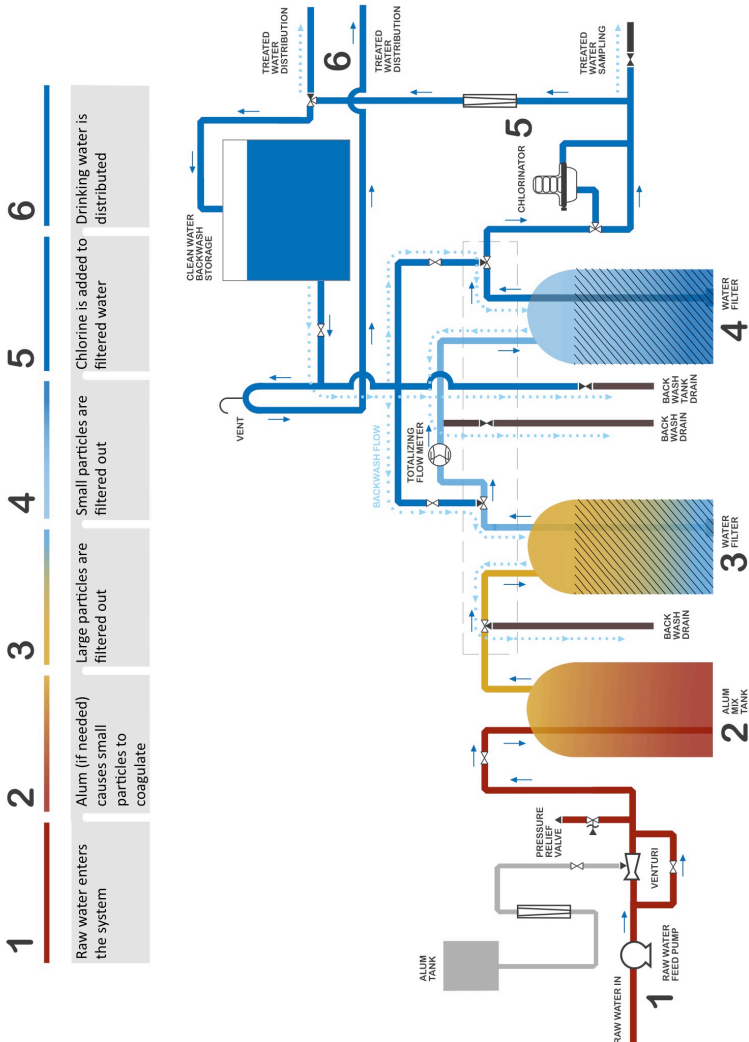 1
Raw water enters
the system
2
Alum (if needed)
causes small
particles to
coagulate
3
Large particles are
filtered out
4
Small particles are
filtered out
5
Chlorine is added to
filtered water
6
Drinking water is
distributed
RAW WATER IN
1
RAW WATER
FEED PUMP
ALUM
TANK
VENTURI
PRESSURE
RELIEF
VALVE
2
ALUM
MIX
TANK
BACK
WASH
DRAIN
3
WATER
FILTER
TOTALIZING
FLOW METER
BACKWASH FLOW
BACK
WASH
DRAIN
BACK
WASH
TANK
DRAIN
VENT
4
WATER
FILTER
CLEAN WATER
BACKWASH
STORAGE
CHLORINATOR
5
TREATED
WATER
SAMPLING
TREATED
WATER
DISTRIBUTION
6
TREATED
WATER
DISTRIBUTION